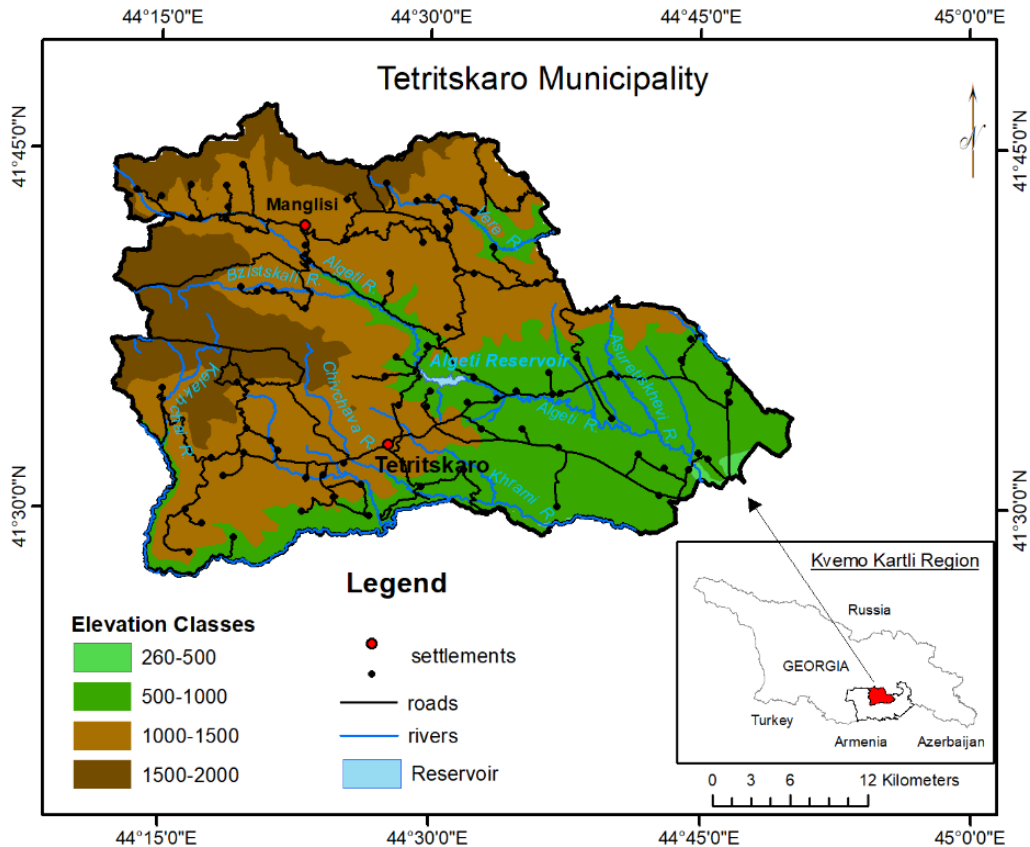 44°15'0"E
44°30'0"E
44°45'0"E
45°0'0"E
Tetritskaro Municipality
41°45'0"N
41°45'0"N
N
Manglisi
Vere R.
Bzistskali R.
Algeti R.
Algeti Reservoir
Asuretiskhevi R.
Kolakhchai R.
Chivchava R.
Algeti R.
Tetritskaro
Khrami R.
41°30'0"N
41°30'0"N
Legend
Elevation Classes
260-500
500-1000
1000-1500
1500-2000
settlements
roads
rivers
Reservoir
Kvemo Kartli Region
Russia
GEORGIA
Turkey
Armenia
Azerbaijan
0 3 6 12 Kilometers
44°15'0"E
44°30'0"E
44°45'0"E
45°0'0"E